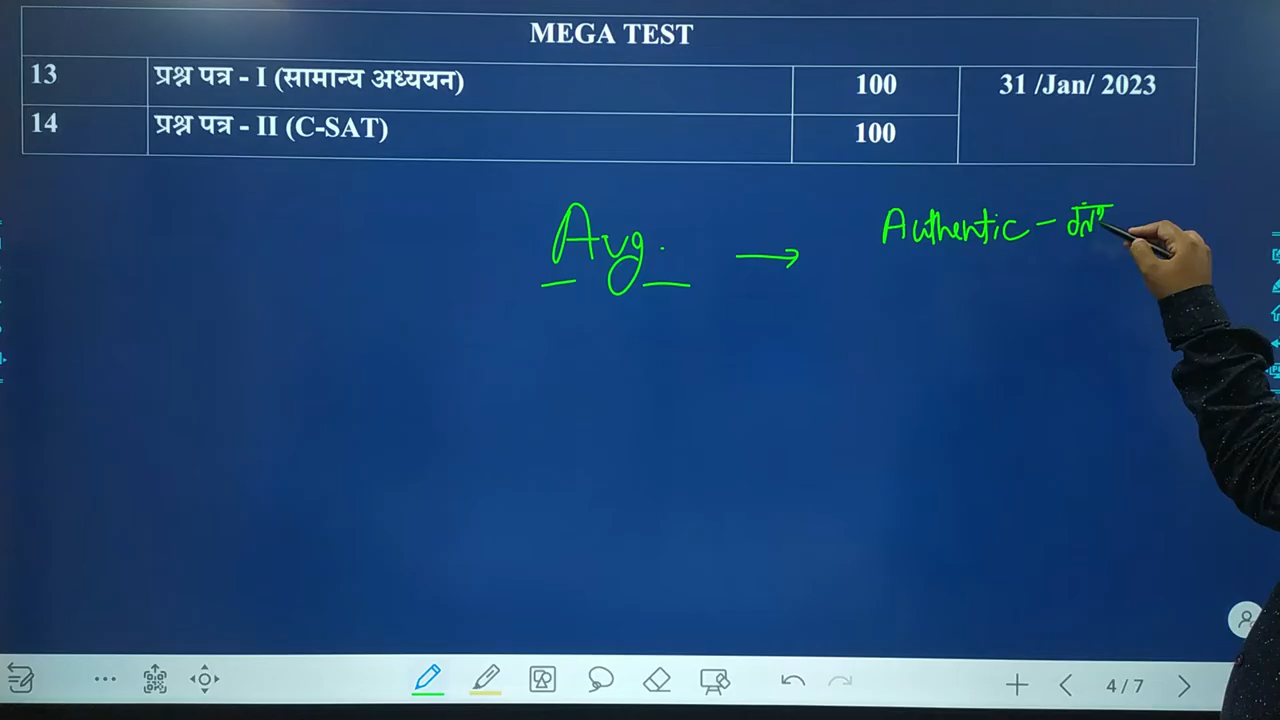 MEGA TEST
13 प्रश्न पत्र - I (सामान्य अध्ययन) 100 31 /Jan/ 2023
14 प्रश्न पत्र - II (C-SAT) 100
Avg. → Authentic -
4 / 7